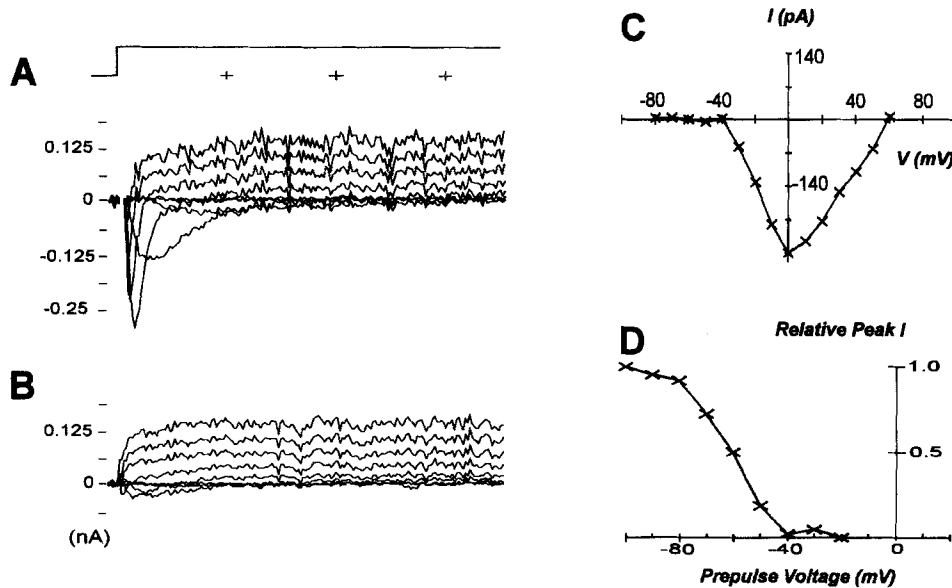 A
0.125
0
-0.125
-0.25
B
0.125
0
(nA)
C
I (pA)
140
-80 -40 40 80
V (mV)
140
D
Relative Peak I
1.0
0.5
-80 -40 0
Prepulse Voltage (mV)